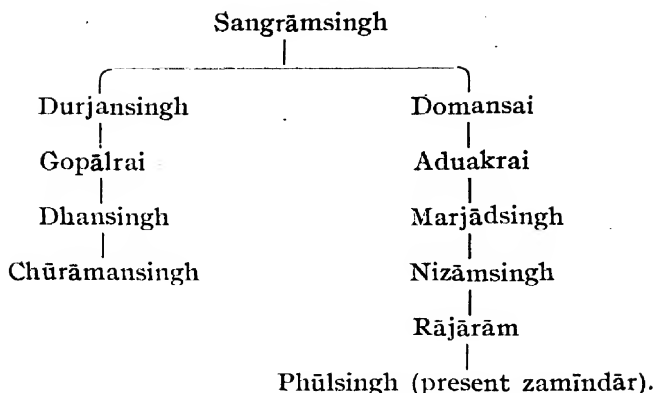 Sangrāmsingh
Durjansingh Domansai
Gopālrai Aduakrai
Dhansingh Marjādsingh
Chūrāmansingh Nizāmsingh
Rājārām
Phūlsingh (present zamīndār).